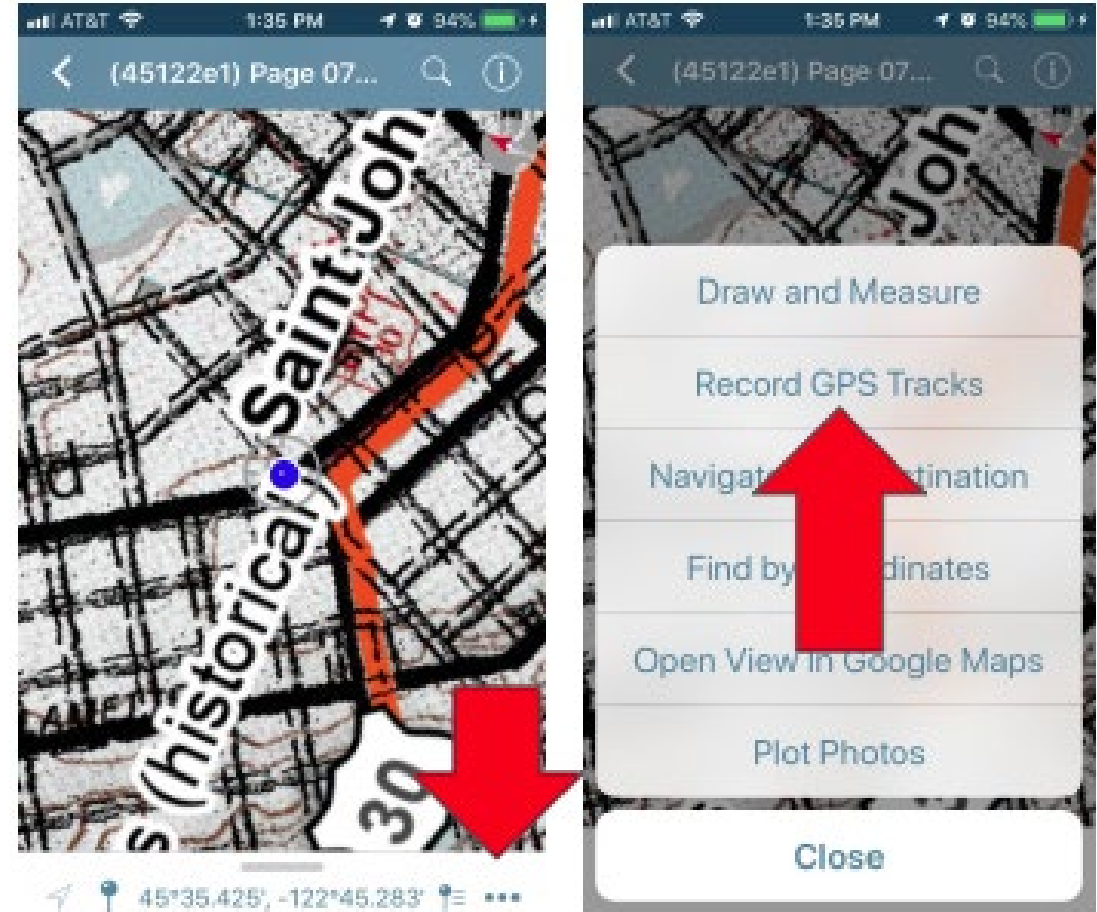 AT&T
1:35 PM
94%
(45122e1) Page 07...
Saint Joh
s (historical)
30
45°35.425', -122°45.283'
AT&T
1:35 PM
94%
(45122e1) Page 07...
Joh
Draw and Measure
Record GPS Tracks
Navigat tination
Find by dinates
Open View in Google Maps
Plot Photos
Close